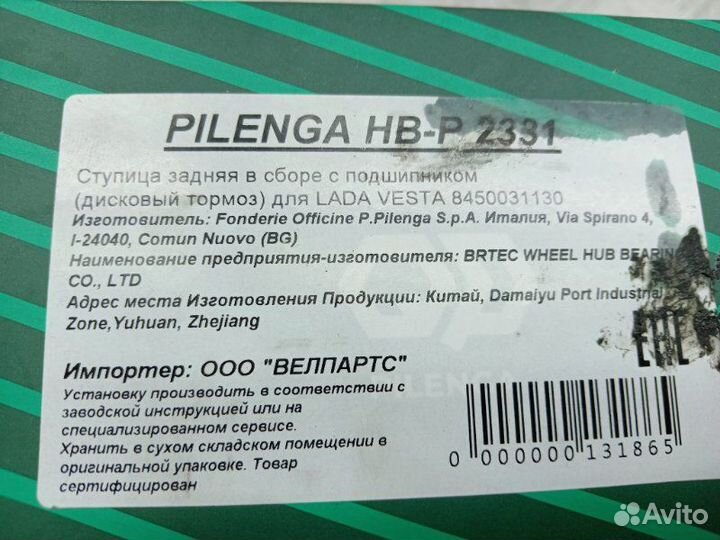 PILENGA HB-P 2331
Ступица задняя в сборе с подшипником
(дисковый тормоз) для LADA VESTA 8450031130
Изготовитель: Fonderie Officine P.Pilenga S.p.A. Италия, Via Spirano 4,
I-24040, Comun Nuovo (BG)
Наименование предприятия-изготовителя: BRTEC WHEEL HUB BEARING
CO., LTD
Адрес места Изготовления Продукции: Китай, Damaiyu Port Industrial
Zone,Yuhuan, Zhejiang
EAC
Импортер: ООО "ВЕЛПАРТС"
PILENGA
Установку производить в соответствии с
заводской инструкцией или на
специализированном сервисе.
Хранить в сухом складском помещении в
оригинальной упаковке. Товар
сертифицирован
0 000000 131865
Avito